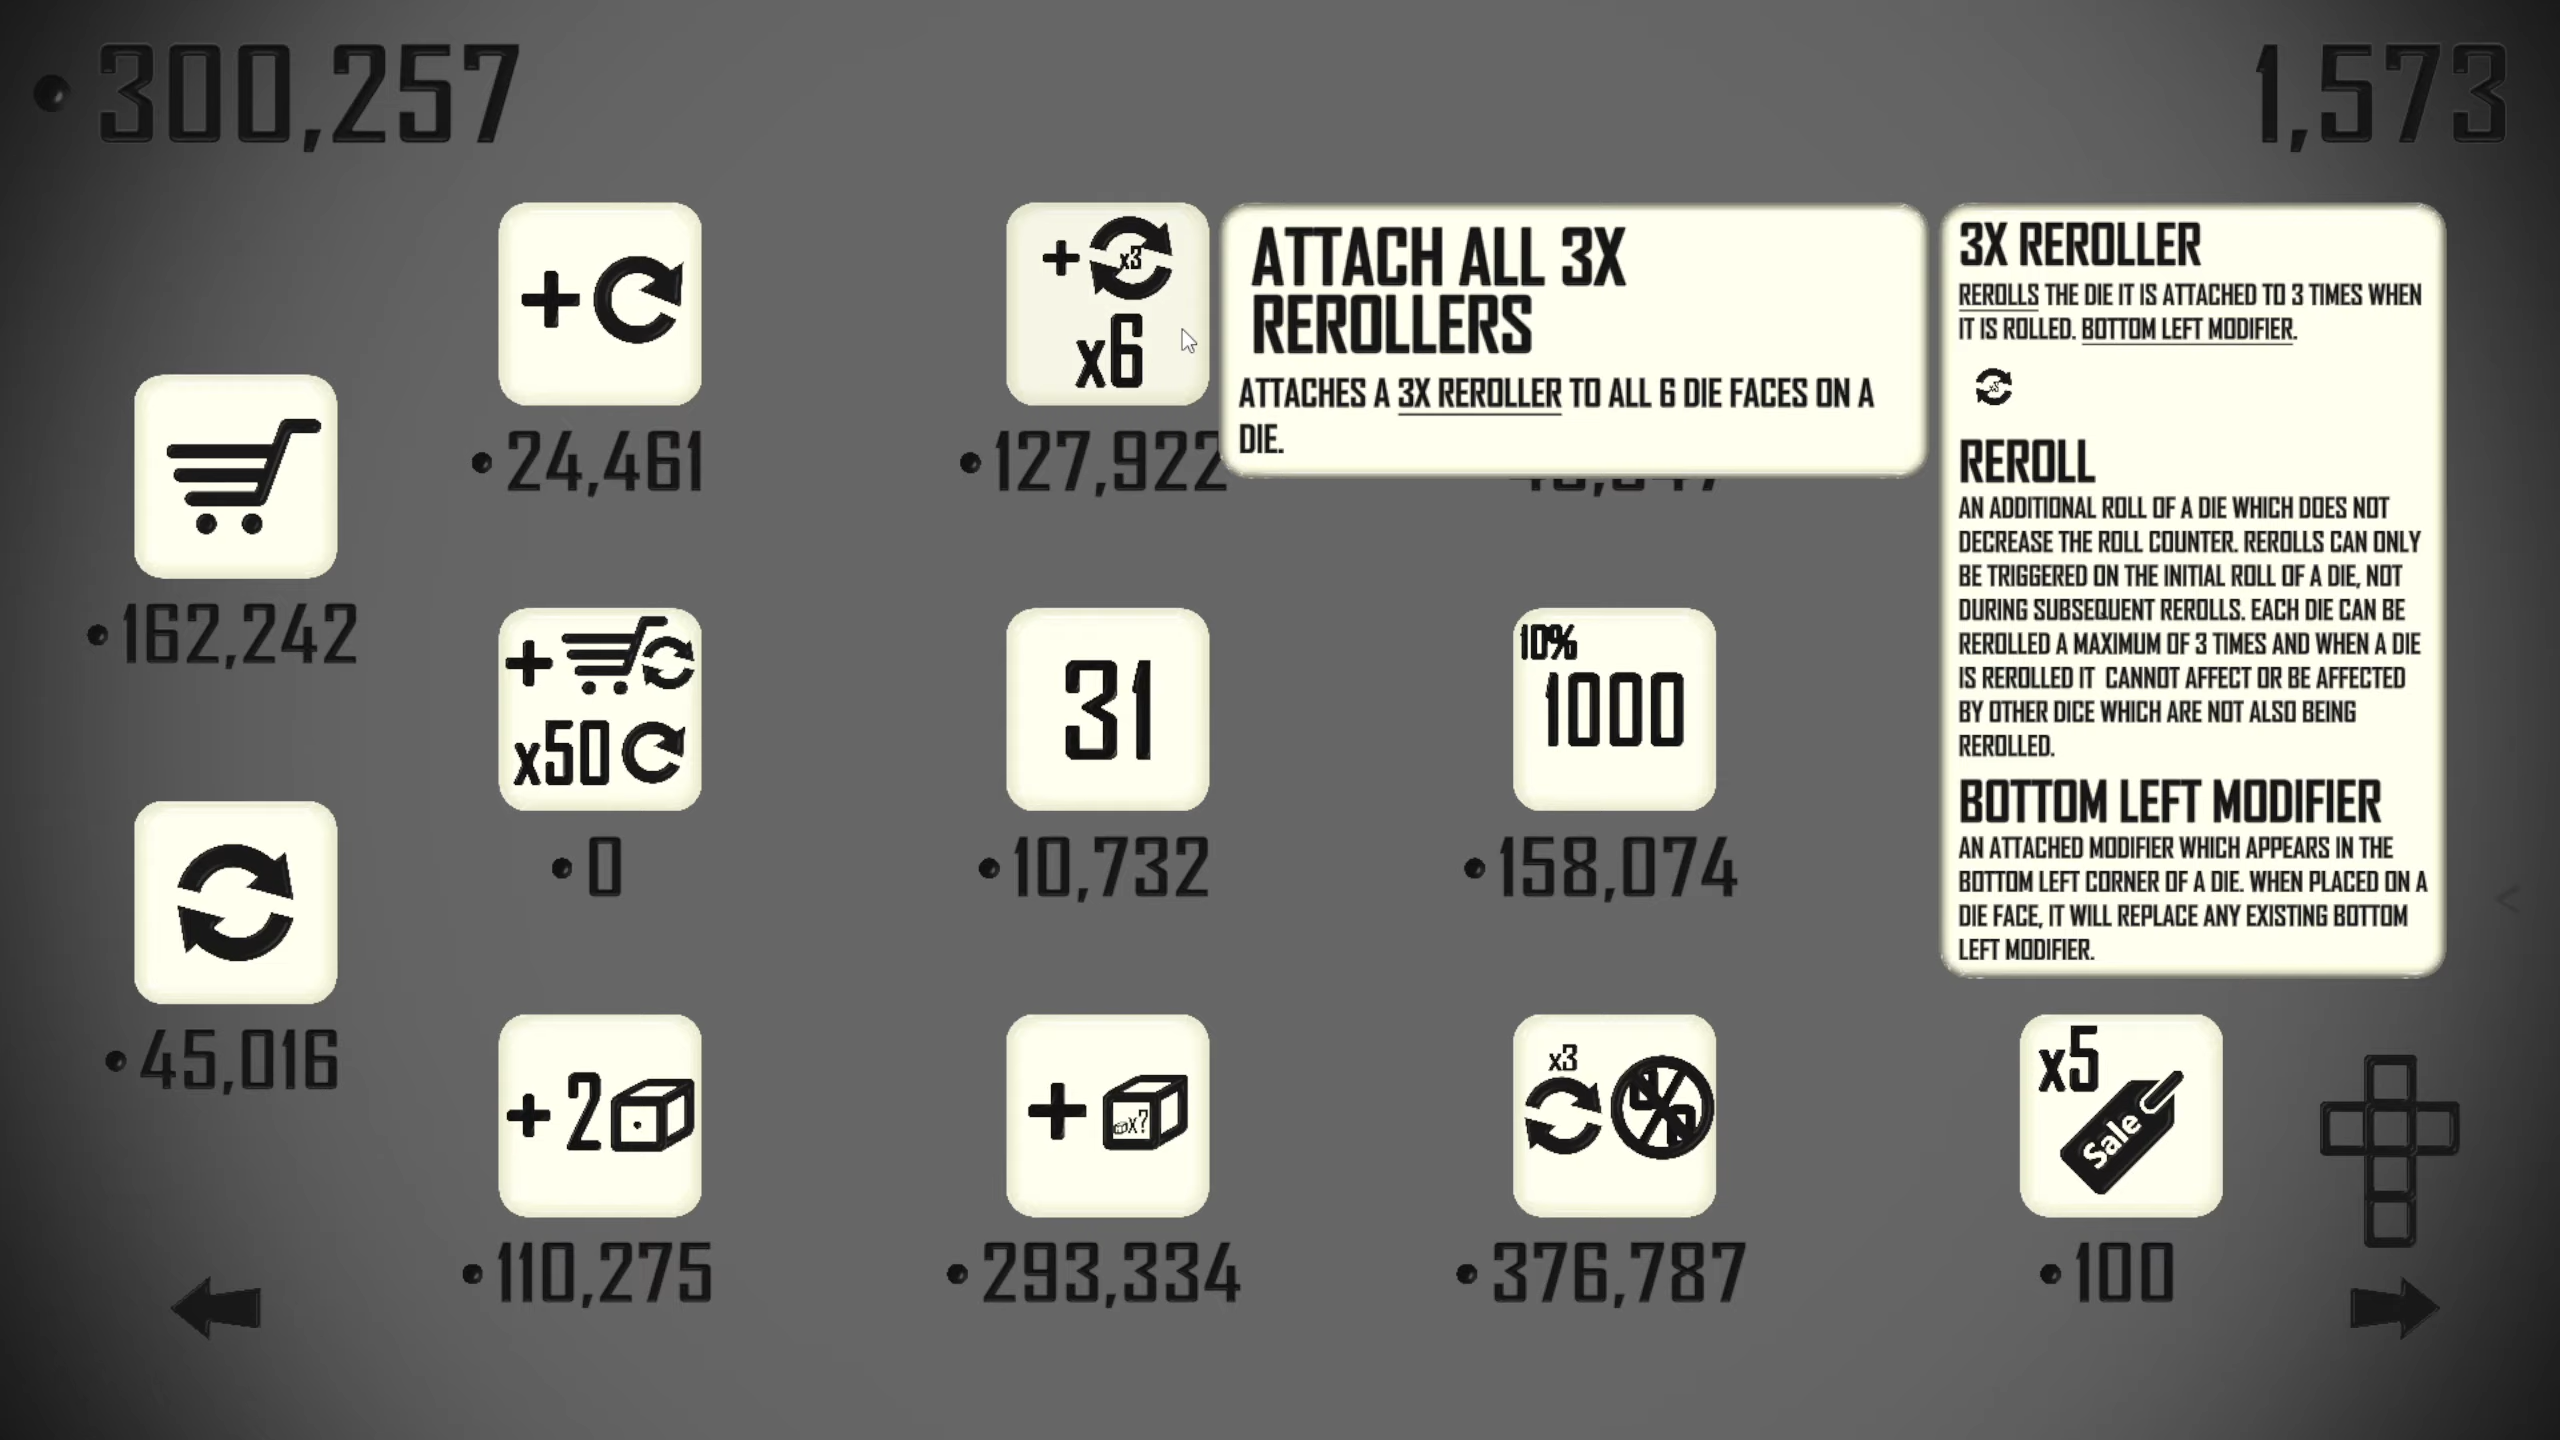 300,257
1,573
+
24,461
+ x3
x6
127,922
ATTACH ALL 3X
REROLLERS
ATTACHES A 3X REROLLER TO ALL 6 DIE FACES ON A
DIE.
3X REROLLER
REROLLS THE DIE IT IS ATTACHED TO 3 TIMES WHEN
IT IS ROLLED. BOTTOM LEFT MODIFIER.
x3
REROLL
AN ADDITIONAL ROLL OF A DIE WHICH DOES NOT
DECREASE THE ROLL COUNTER. REROLLS CAN ONLY
BE TRIGGERED ON THE INITIAL ROLL OF A DIE, NOT
DURING SUBSEQUENT REROLLS. EACH DIE CAN BE
REROLLED A MAXIMUM OF 3 TIMES AND WHEN A DIE
IS REROLLED IT CANNOT AFFECT OR BE AFFECTED
BY OTHER DICE WHICH ARE NOT ALSO BEING
REROLLED.
BOTTOM LEFT MODIFIER
AN ATTACHED MODIFIER WHICH APPEARS IN THE
BOTTOM LEFT CORNER OF A DIE. WHEN PLACED ON A
DIE FACE, IT WILL REPLACE ANY EXISTING BOTTOM
LEFT MODIFIER.
162,242
45,016
+
x50
0
31
10,732
10%
1000
158,074
+2
110,275
+ x?
293,334
x3
376,787
x5
Sale
100